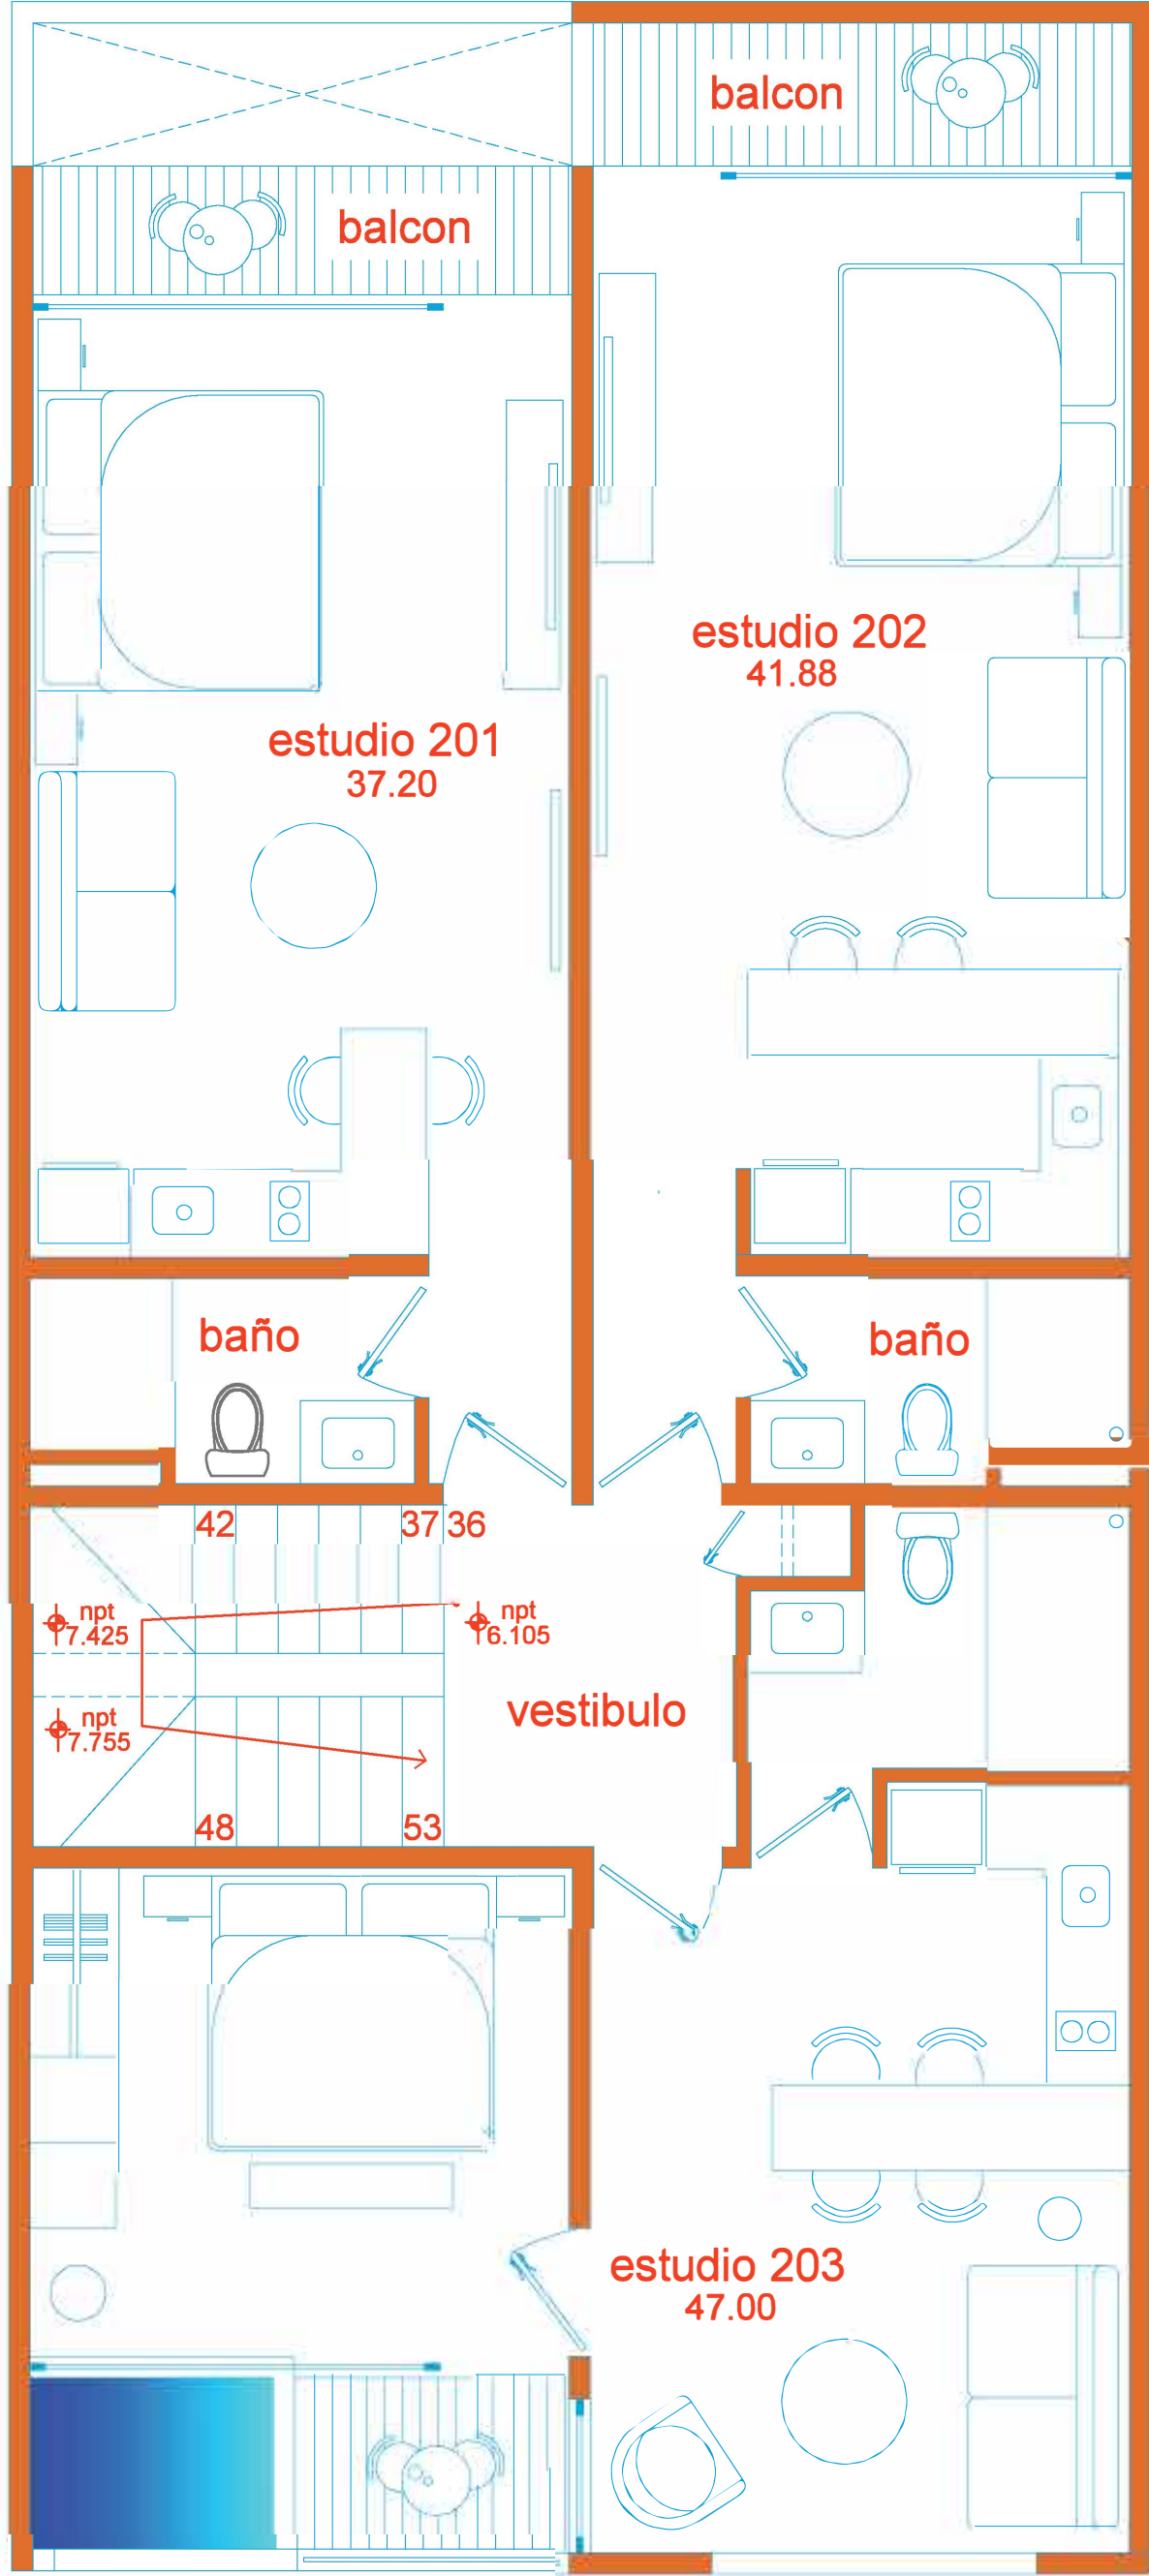 balcon
balcon
estudio 202
41.88
estudio 201
37.20
baño
baño
42
37
36
npt
7.425
npt
6.105
vestibulo
npt
7.755
48
53
estudio 203
47.00